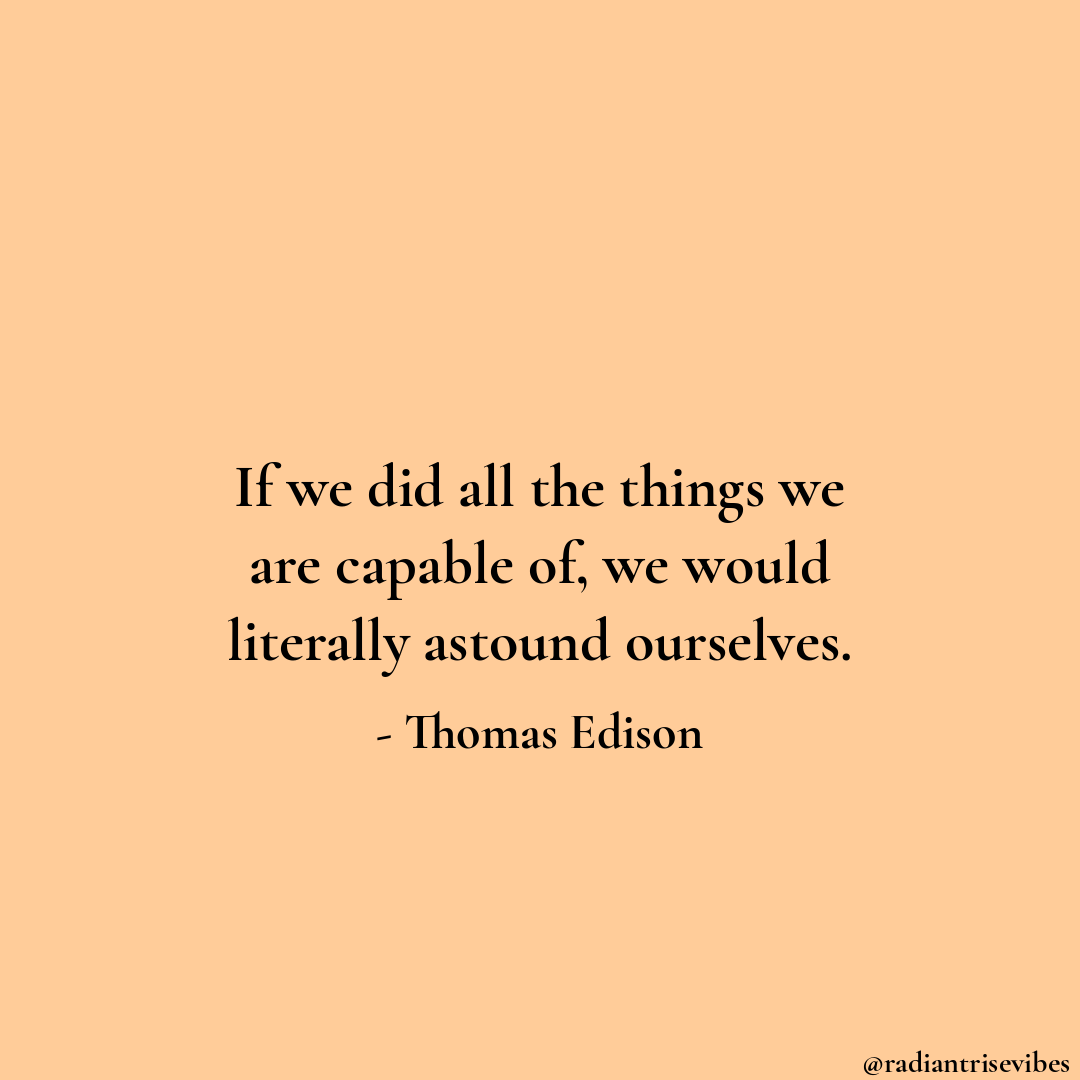 If we did all the things we
are capable of, we would
literally astound ourselves.
- Thomas Edison
@radiantrisevibes